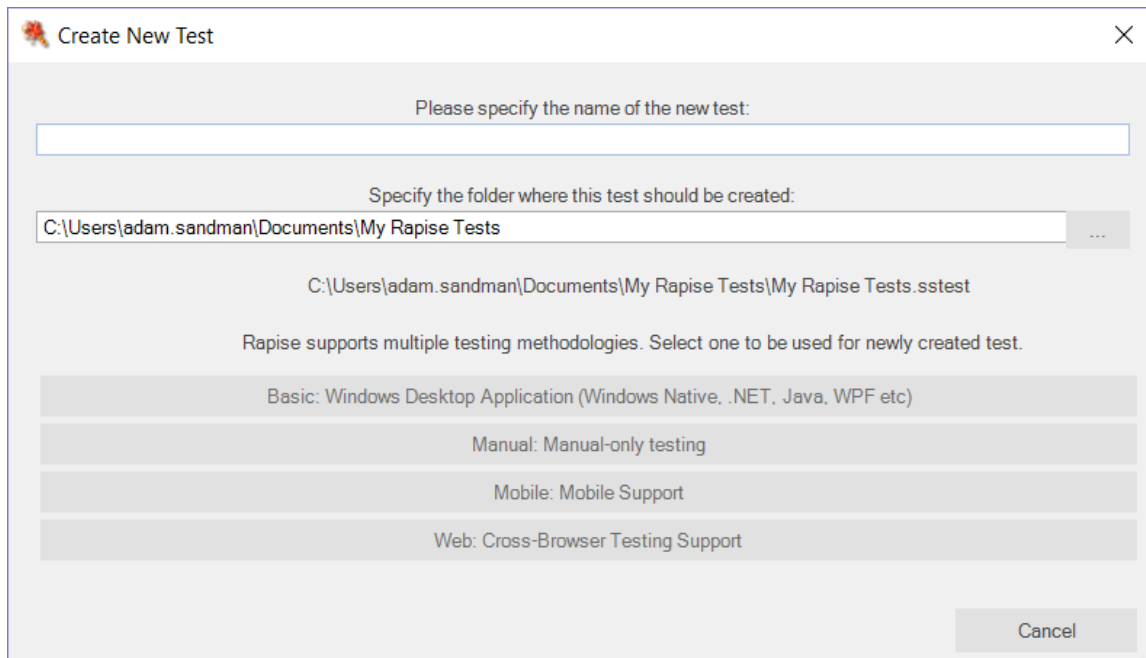 Create New Test
Please specify the name of the new test:
Specify the folder where this test should be created:
C:\Users\adam.sandman\Documents\My Rapise Tests
...
C:\Users\adam.sandman\Documents\My Rapise Tests\My Rapise Tests.sstest
Rapise supports multiple testing methodologies. Select one to be used for newly created test.
Basic: Windows Desktop Application (Windows Native, .NET, Java, WPF etc)
Manual: Manual-only testing
Mobile: Mobile Support
Web: Cross-Browser Testing Support
Cancel